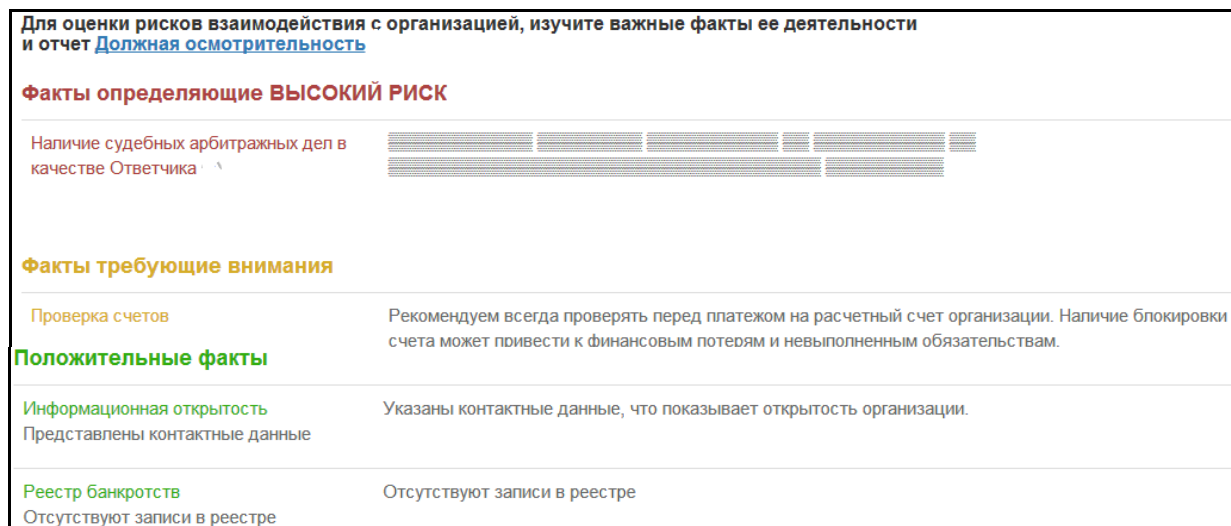 Для оценки рисков взаимодействия с организацией, изучите важные факты ее деятельности
и отчет Должная осмотрительность
Факты определяющие ВЫСОКИЙ РИСК
Наличие судебных арбитражных дел в
качестве Ответчика
Факты требующие внимания
Проверка счетов
Рекомендуем всегда проверять перед платежом на расчетный счет организации. Наличие блокировки
счета может привести к финансовым потерям и невыполненным обязательствам.
Положительные факты
Информационная открытость
Указаны контактные данные, что показывает открытость организации.
Представлены контактные данные
Реестр банкротств
Отсутствуют записи в реестре
Отсутствуют записи в реестре